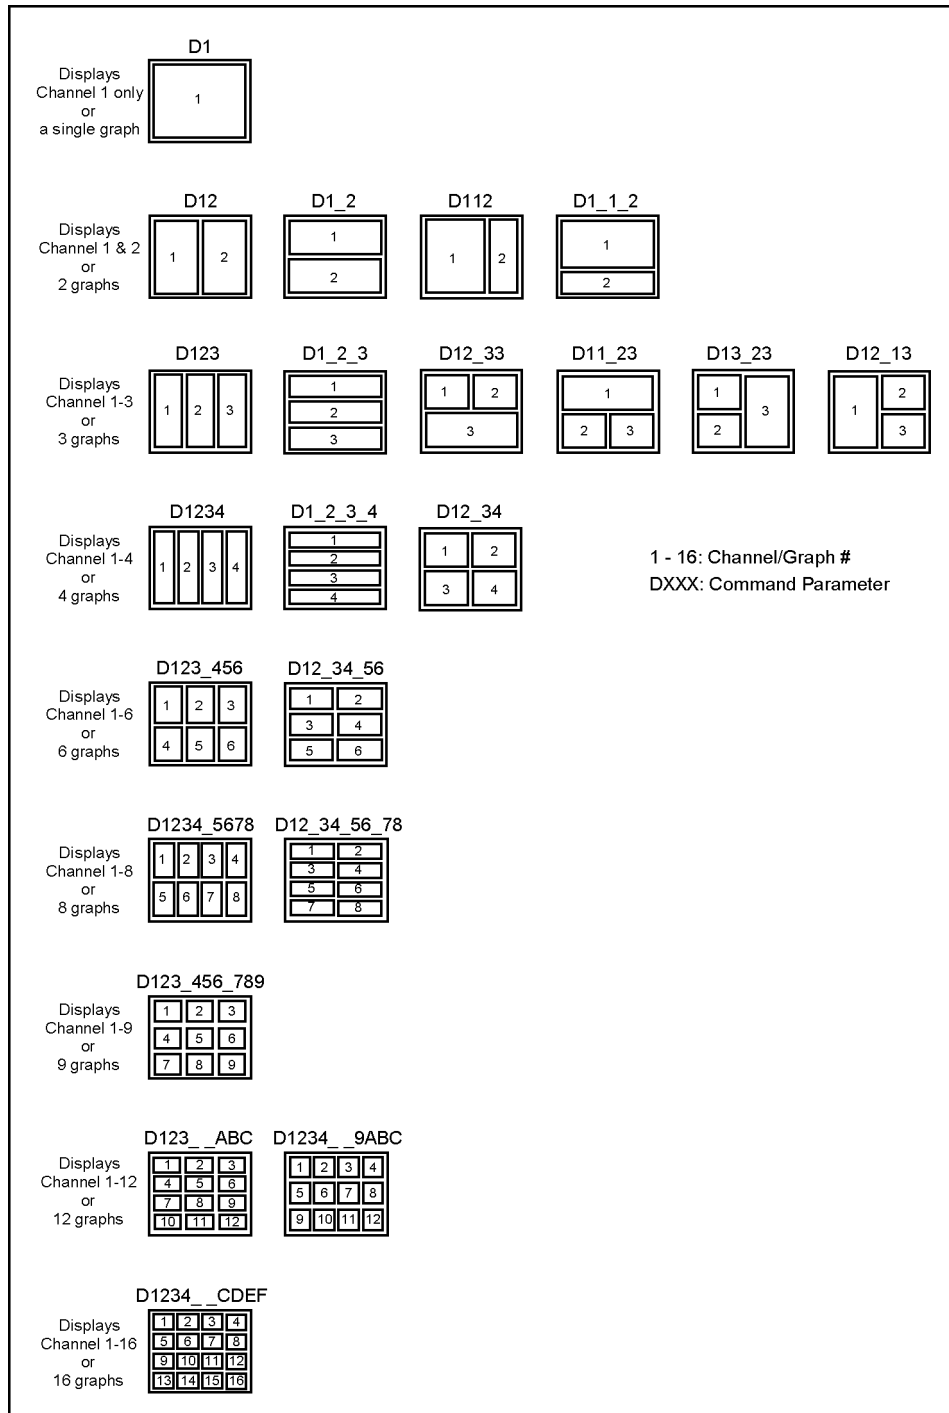 D1
Displays
Channel 1 only
or
a single graph
1
D12
D1_2
D112
D1_1_2
Displays
Channel 1 & 2
or
2 graphs
1 2
1
2
1 2
1
2
D123
D1_2_3
D12_33
D11_23
D13_23
D12_13
Displays
Channel 1-3
or
3 graphs
1 2 3
1
2
3
1 2
3
1
2 3
1
2
3
1
2
3
D1234
D1_2_3_4
D12_34
Displays
Channel 1-4
or
4 graphs
1 2 3 4
1
2
3
4
1 2
3 4
1 - 16: Channel/Graph #
DXXX: Command Parameter
D123_456
D12_34_56
Displays
Channel 1-6
or
6 graphs
1 2 3
4 5 6
1 2
3 4
5 6
D1234_5678
D12_34_56_78
Displays
Channel 1-8
or
8 graphs
1 2 3 4
5 6 7 8
1 2
3 4
5 6
7 8
D123_456_789
Displays
Channel 1-9
or
9 graphs
1 2 3
4 5 6
7 8 9
D123_ _ABC
D1234_ _9ABC
Displays
Channel 1-12
or
12 graphs
1 2 3
4 5 6
7 8 9
10 11 12
1 2 3 4
5 6 7 8
9 10 11 12
D1234_ _CDEF
Displays
Channel 1-16
or
16 graphs
1 2 3 4
5 6 7 8
9 10 11 12
13 14 15 16